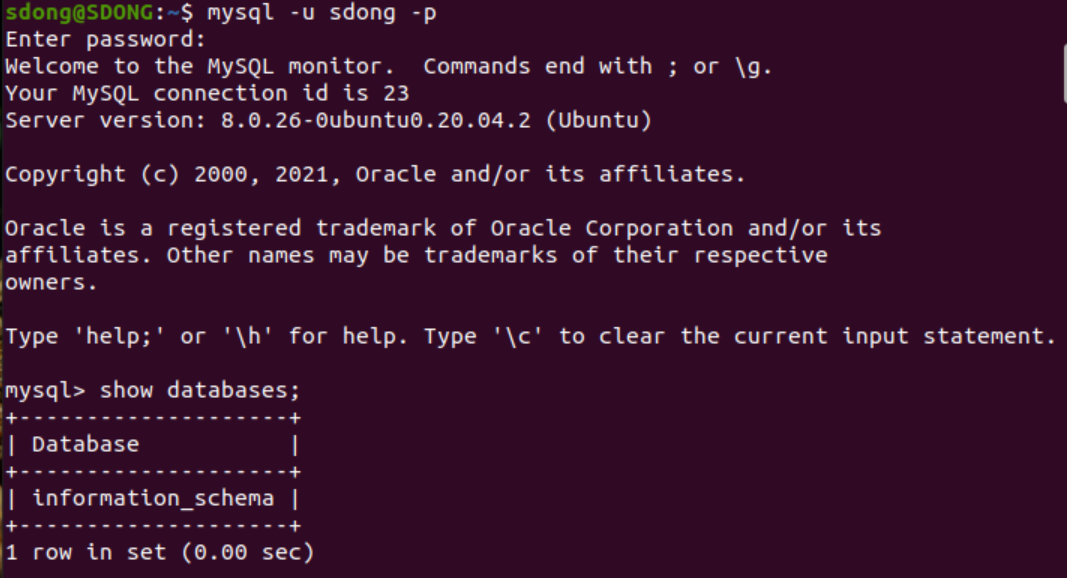 sdong@SDONG:~$ mysql -u sdong -p
Enter password:
Welcome to the MySQL monitor.  Commands end with ; or \g.
Your MySQL connection id is 23
Server version: 8.0.26-0ubuntu0.20.04.2 (Ubuntu)
Copyright (c) 2000, 2021, Oracle and/or its affiliates.
Oracle is a registered trademark of Oracle Corporation and/or its
affiliates. Other names may be trademarks of their respective
owners.
Type 'help;' or '\h' for help. Type '\c' to clear the current input statement.
mysql> show databases;
+--------------------+
| Database           |
+--------------------+
| information_schema |
+--------------------+
1 row in set (0.00 sec)